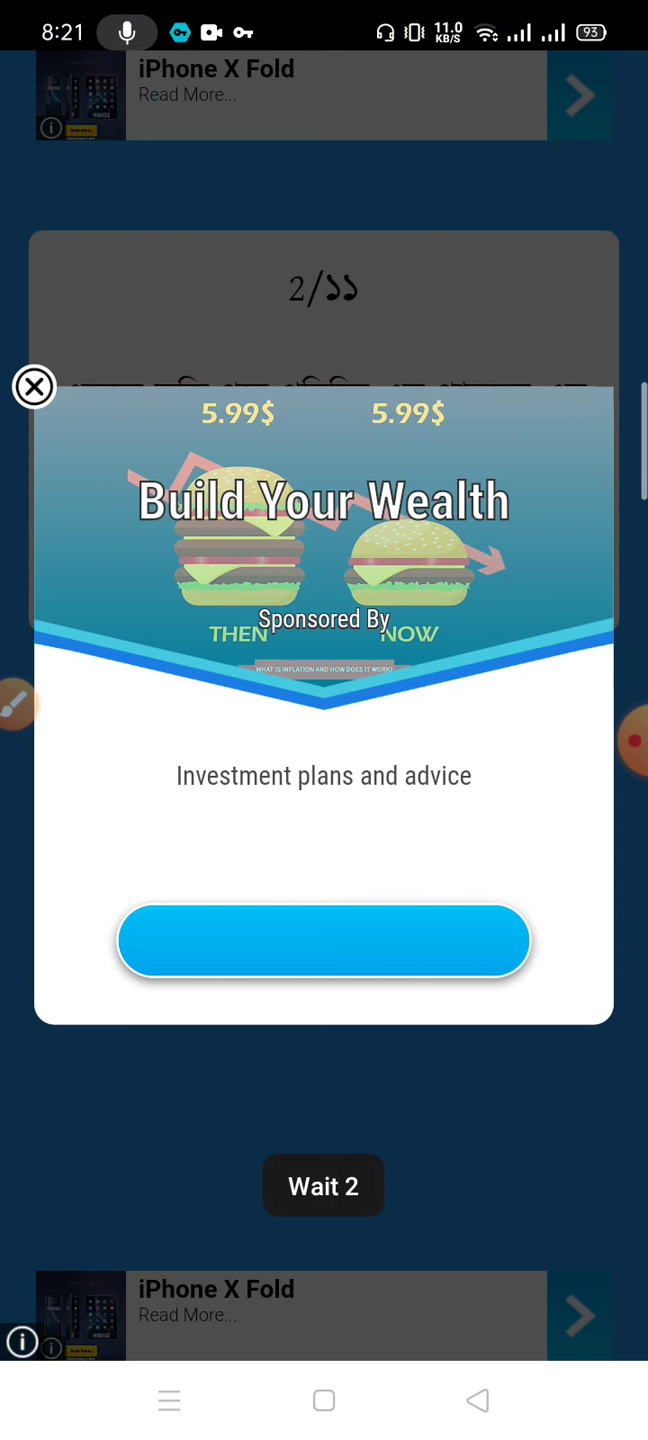 8:21
11.0
KB/S
93
iPhone X Fold
Read More...
2/১১
5.99$ 5.99$
Build Your Wealth
Sponsored By
THEN NOW
WHAT IS INFLATION AND HOW DOES IT WORK?
Investment plans and advice
Wait 2
iPhone X Fold
Read More...